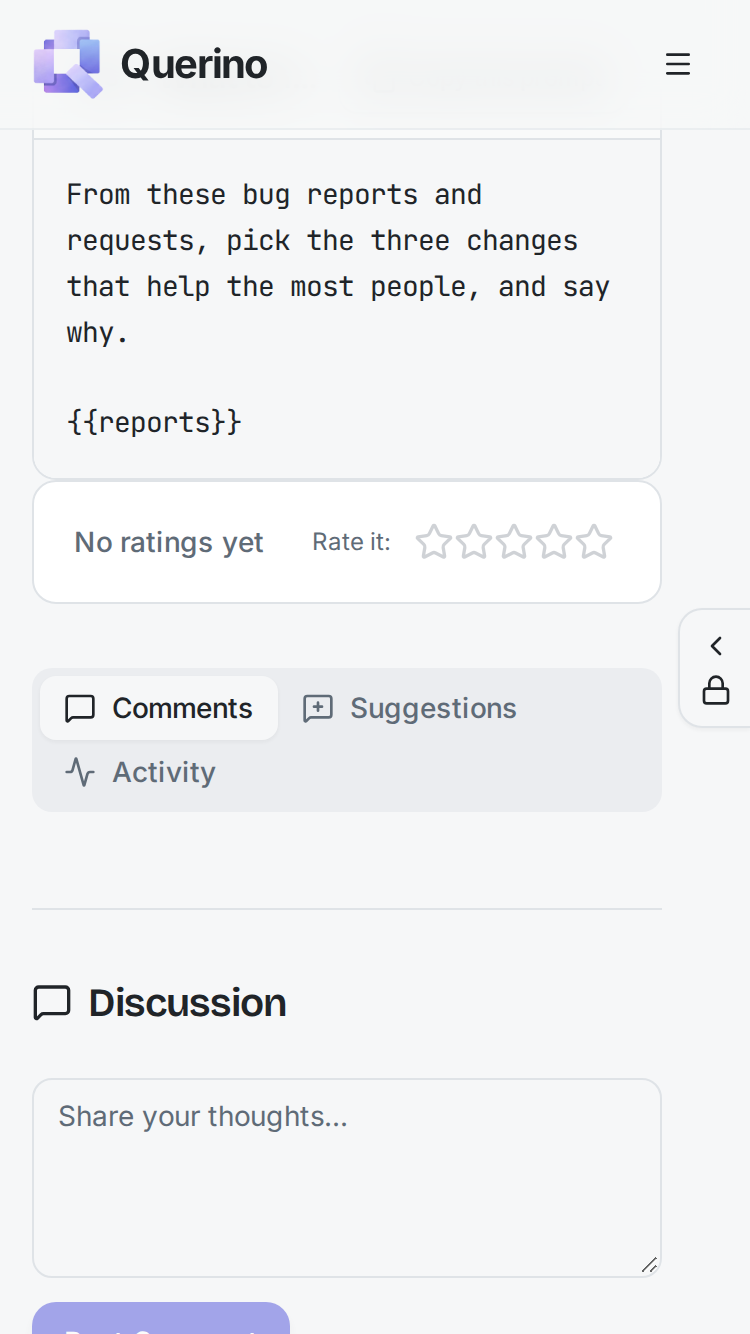 Querino
From these bug reports and
requests, pick the three changes
that help the most people, and say
why.
{{reports}}
No ratings yet
Rate it:
Comments
Suggestions
Activity
Discussion
Share your thoughts...